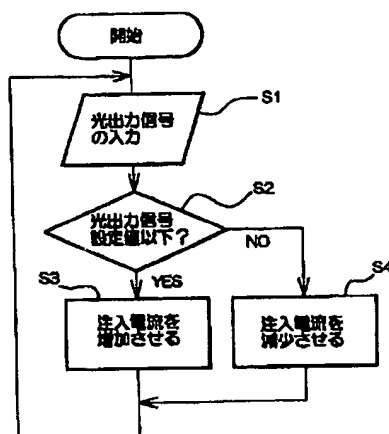 開始
光出力信号
の入力
S1
光出力信号
設定値以下?
S2
NO
YES
S3
注入電流を
増加させる
S4
注入電流を
減少させる